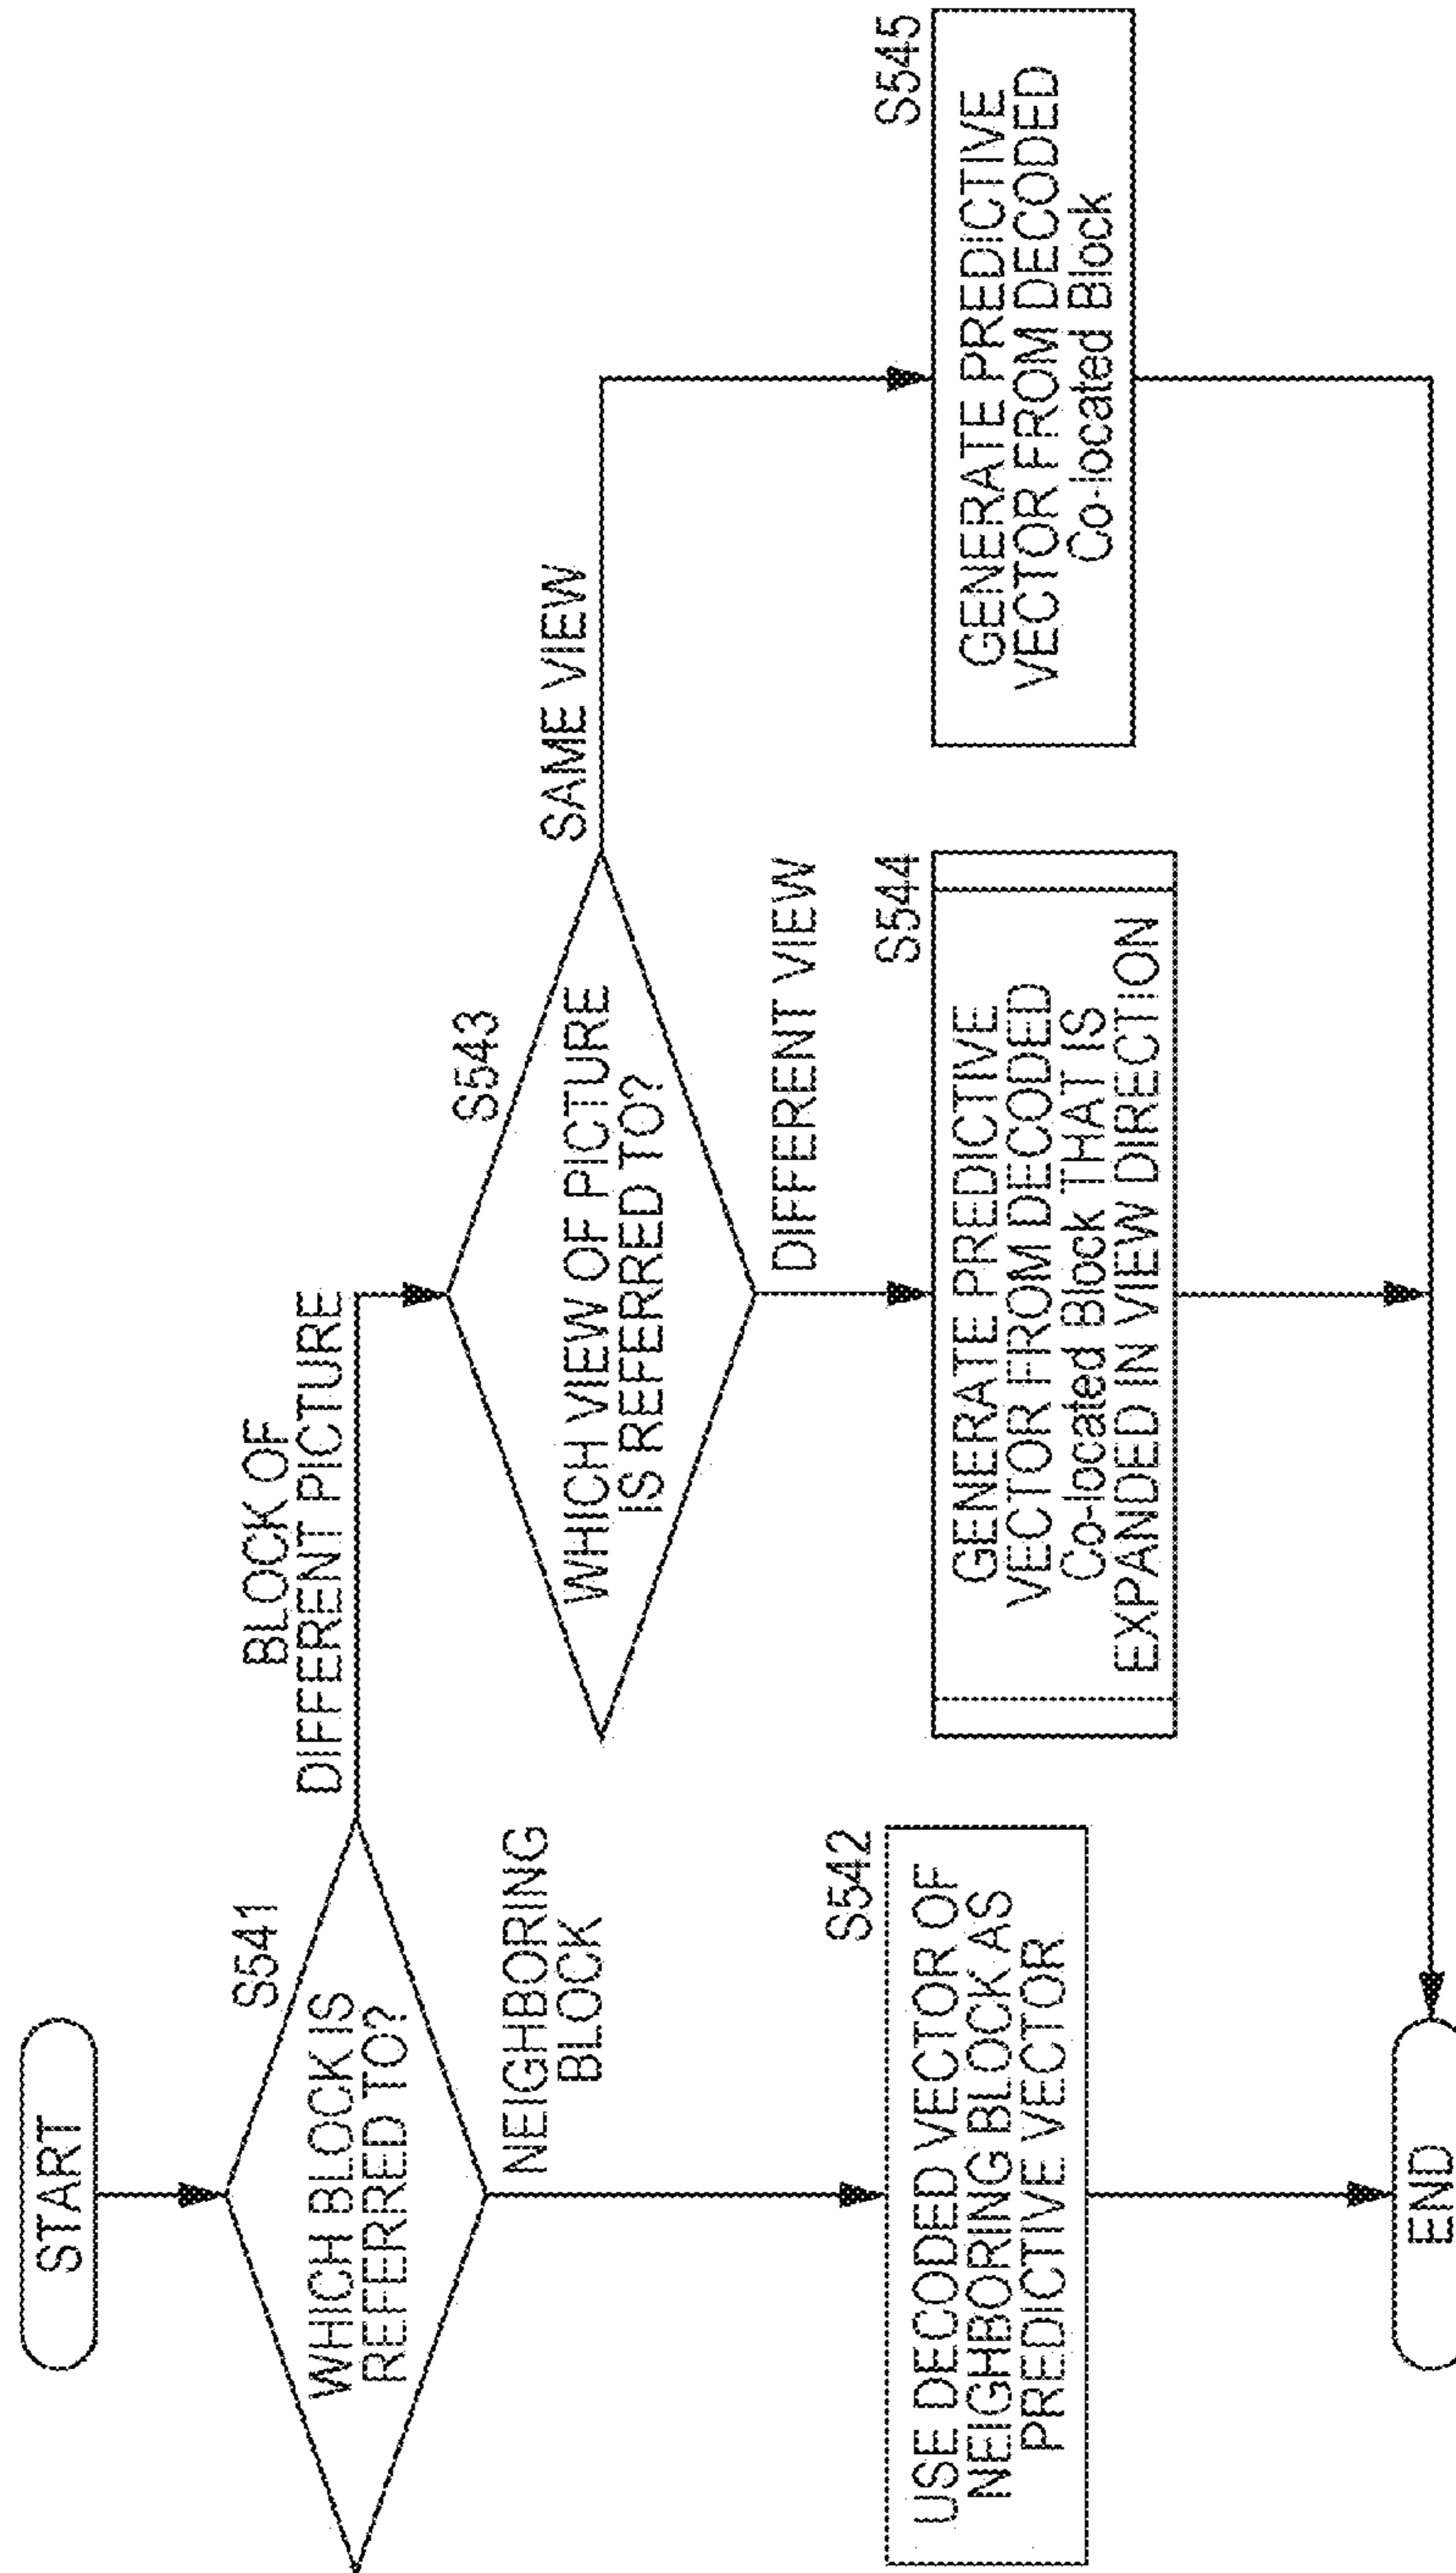 START
S541
WHICH BLOCK IS
REFERRED TO?
BLOCK OF
DIFFERENT PICTURE
NEIGHBORING
BLOCK
S543
WHICH VIEW OF PICTURE
IS REFERRED TO?
SAME VIEW
DIFFERENT VIEW
S542
USE DECODED VECTOR OF
NEIGHBORING BLOCK AS
PREDICTIVE VECTOR
S544
GENERATE PREDICTIVE
VECTOR FROM DECODED
Co-located Block THAT IS
EXPANDED IN VIEW DIRECTION
S545
GENERATE PREDICTIVE
VECTOR FROM DECODED
Co-located Block
END